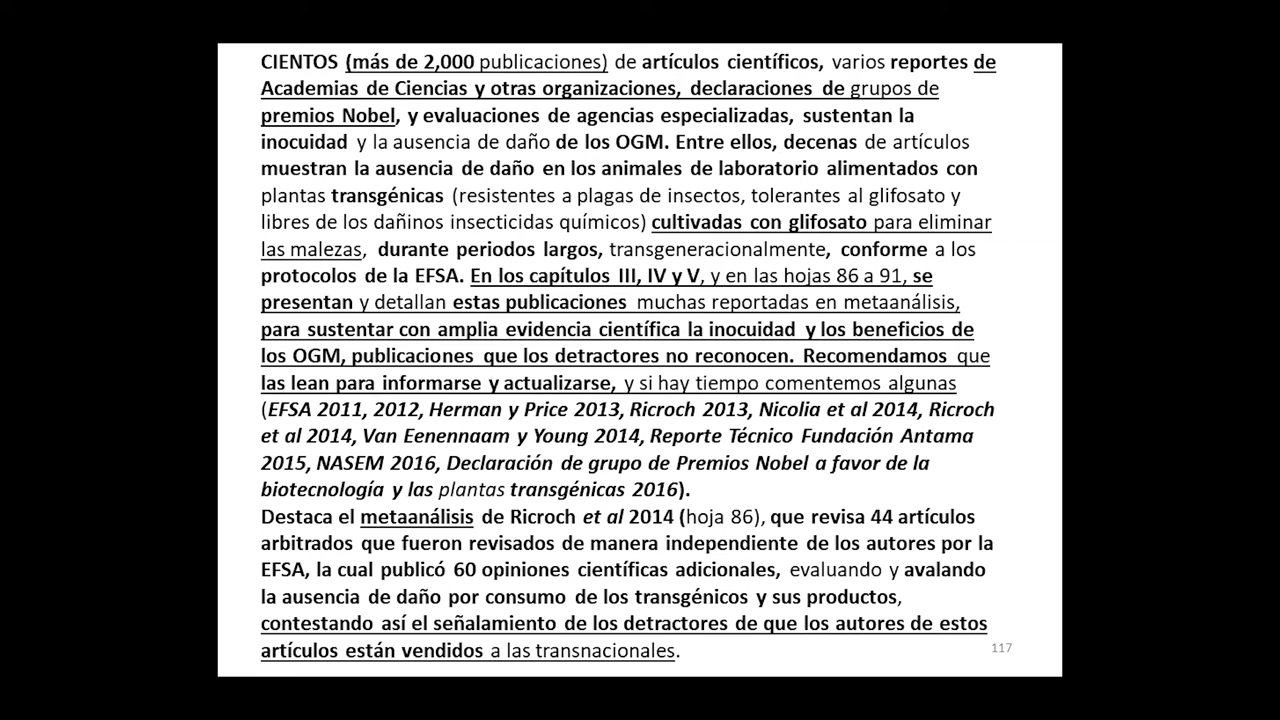 CIENTOS (más de 2,000 publicaciones) de artículos científicos, varios reportes de
Academias de Ciencias y otras organizaciones, declaraciones de grupos de
premios Nobel, y evaluaciones de agencias especializadas, sustentan la
inocuidad y la ausencia de daño de los OGM. Entre ellos, decenas de artículos
muestran la ausencia de daño en los animales de laboratorio alimentados con
plantas transgénicas (resistentes a plagas de insectos, tolerantes al glifosato y
libres de los dañinos insecticidas químicos) cultivadas con glifosato para eliminar
las malezas, durante periodos largos, transgeneracionalmente, conforme a los
protocolos de la EFSA. En los capítulos III, IV y V, y en las hojas 86 a 91, se
presentan y detallan estas publicaciones muchas reportadas en metaanálisis,
para sustentar con amplia evidencia científica la inocuidad y los beneficios de
los OGM, publicaciones que los detractores no reconocen. Recomendamos que
las lean para informarse y actualizarse, y si hay tiempo comentemos algunas
(EFSA 2011, 2012, Herman y Price 2013, Ricroch 2013, Nicolia et al 2014, Ricroch
et al 2014, Van Eenennaam y Young 2014, Reporte Técnico Fundación Antama
2015, NASEM 2016, Declaración de grupo de Premios Nobel a favor de la
biotecnología y las plantas transgénicas 2016).
Destaca el metaanálisis de Ricroch et al 2014 (hoja 86), que revisa 44 artículos
arbitrados que fueron revisados de manera independiente de los autores por la
EFSA, la cual publicó 60 opiniones científicas adicionales, evaluando y avalando
la ausencia de daño por consumo de los transgénicos y sus productos,
contestando así el señalamiento de los detractores de que los autores de estos
artículos están vendidos a las transnacionales.
117